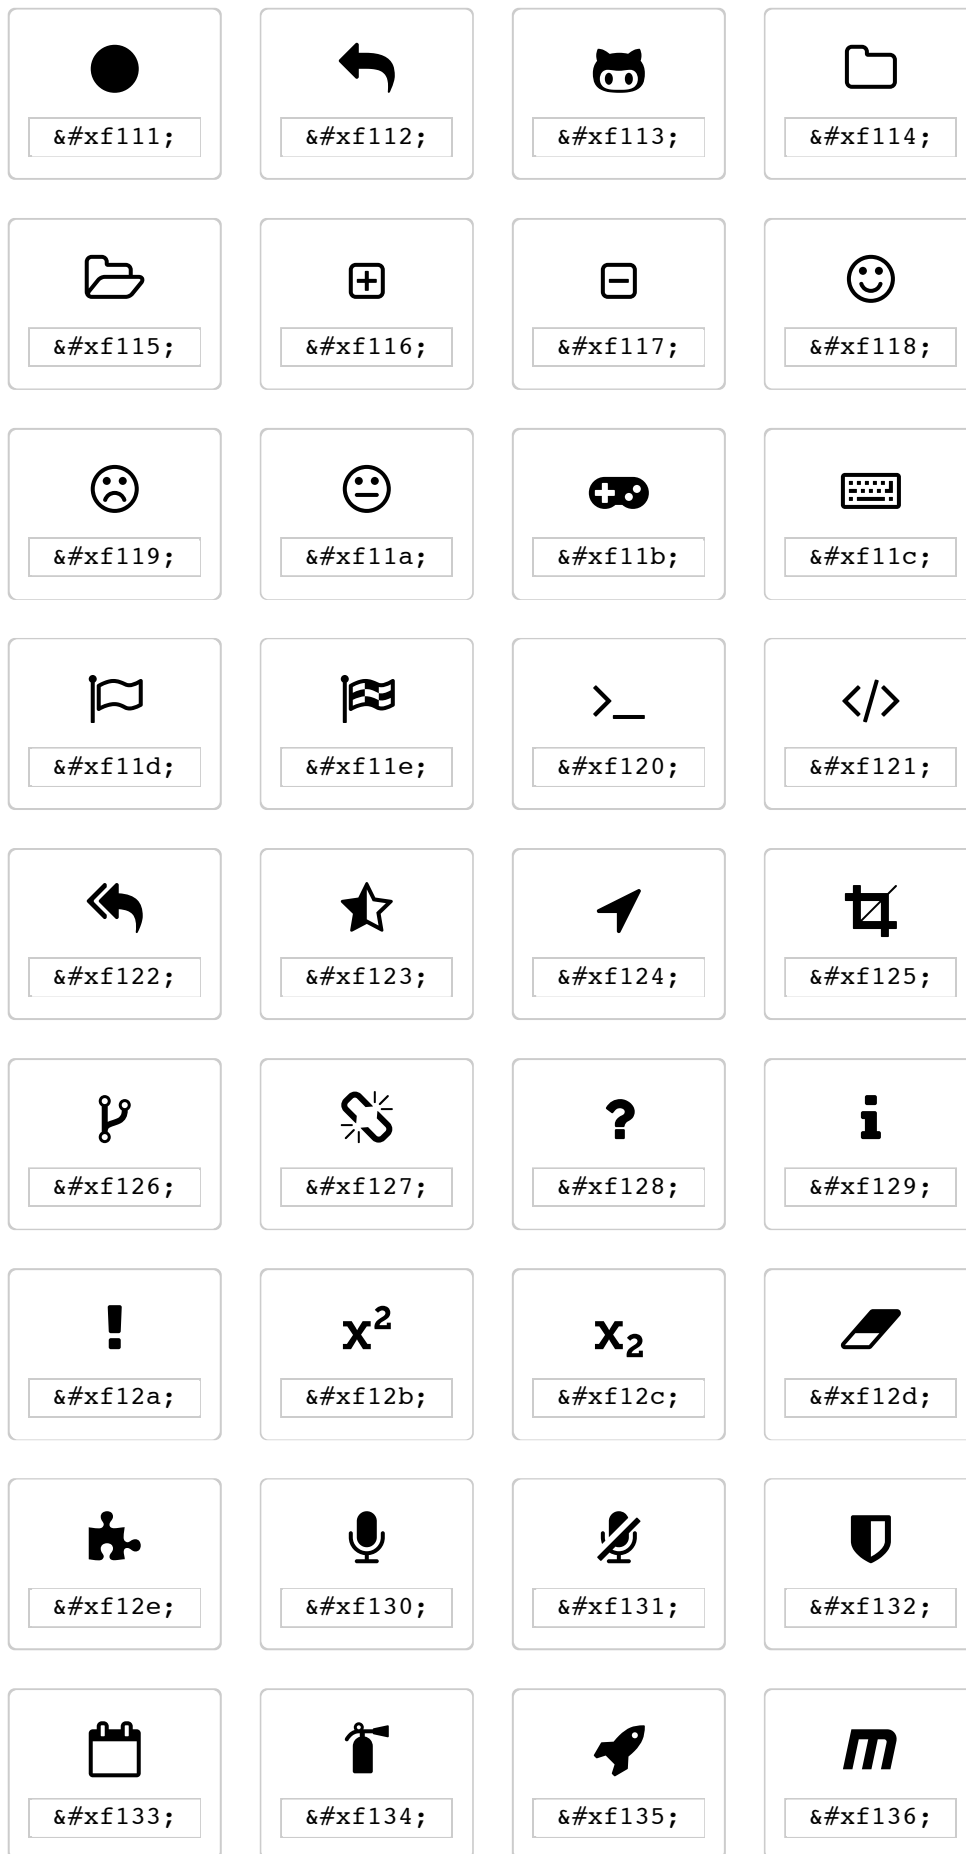 &#xf111; &#xf112; &#xf113; &#xf114;
&#xf115; &#xf116; &#xf117; &#xf118;
&#xf119; &#xf11a; &#xf11b; &#xf11c;
&#xf11d; &#xf11e; &#xf120; &#xf121;
&#xf122; &#xf123; &#xf124; &#xf125;
&#xf126; &#xf127; &#xf128; &#xf129;
&#xf12a; &#xf12b; &#xf12c; &#xf12d;
&#xf12e; &#xf130; &#xf131; &#xf132;
&#xf133; &#xf134; &#xf135; &#xf136;